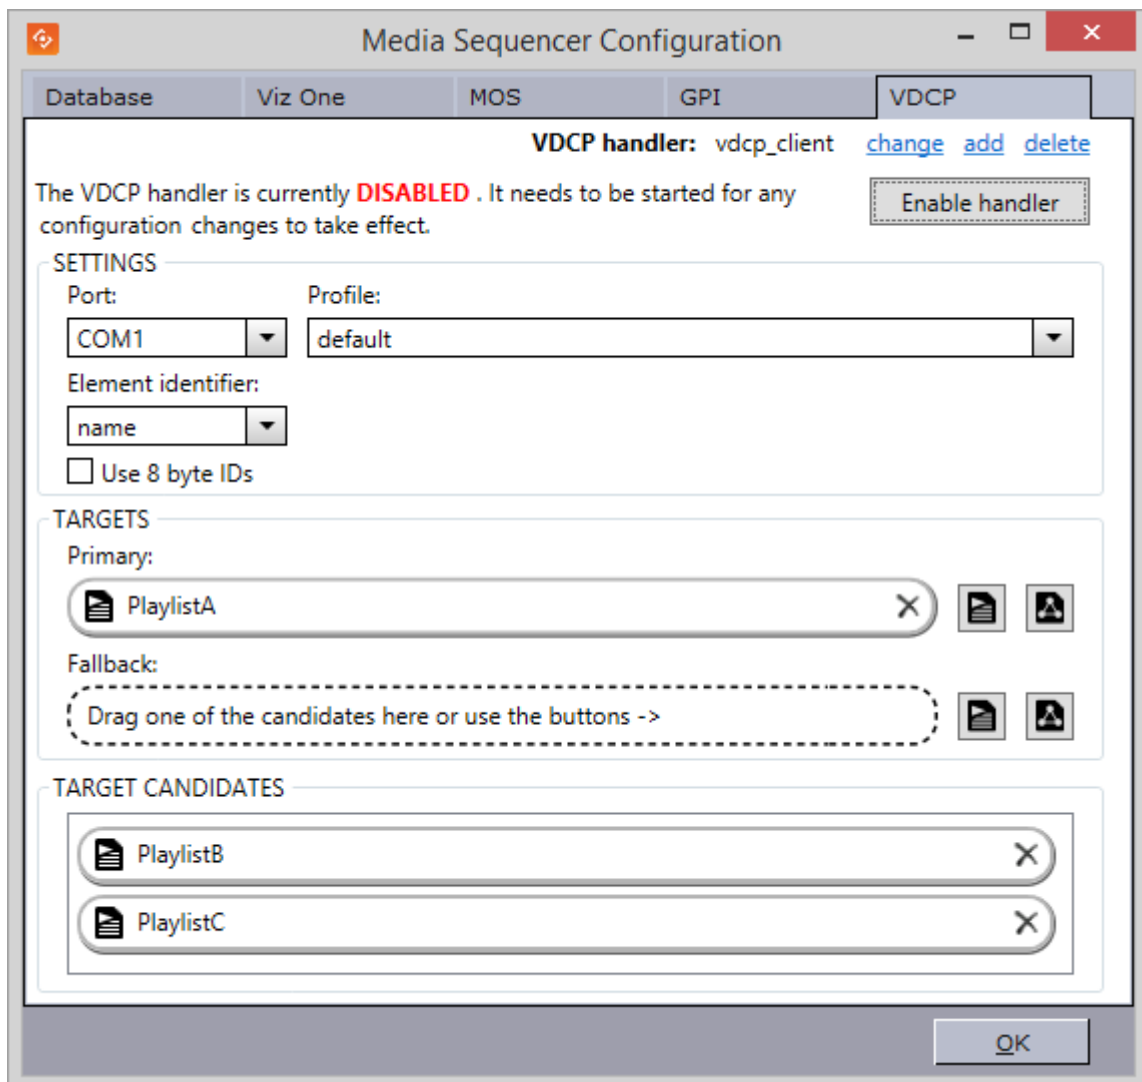 Media Sequencer Configuration
Database Viz One MOS GPI VDCP
VDCP handler: vdcp_client change add delete
The VDCP handler is currently DISABLED . It needs to be started for any
configuration changes to take effect.
Enable handler
SETTINGS
Port: Profile:
COM1 default
Element identifier:
name
Use 8 byte IDs
TARGETS
Primary:
PlaylistA
Fallback:
Drag one of the candidates here or use the buttons ->
TARGET CANDIDATES
PlaylistB
PlaylistC
OK